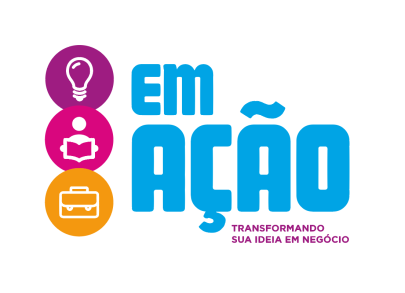 EM
AÇÃO
TRANSFORMANDO
SUA IDEIA EM NEGÓCIO